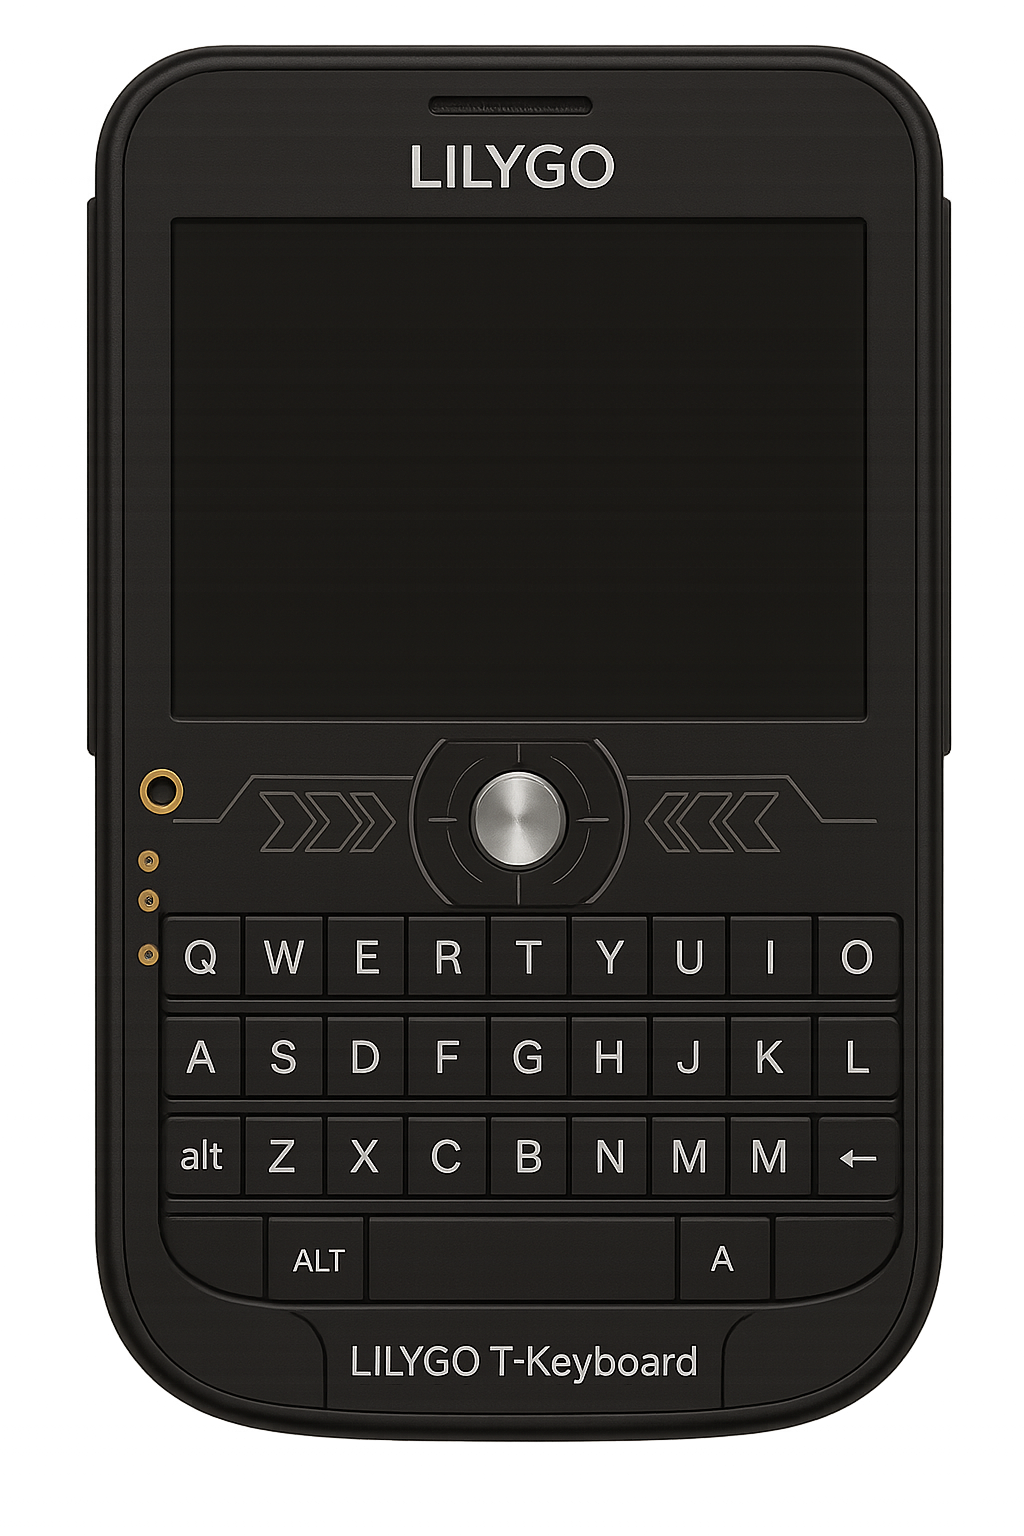 LILYGO
Q W E R T Y U I O
A S D F G H J K L
alt Z X C B N M M ←
ALT A
LILYGO T-Keyboard